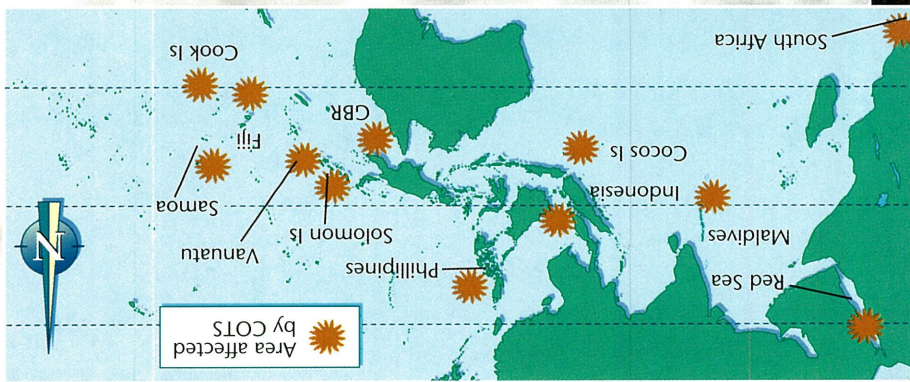 Area affected
by COTS
Red Sea
Phillipines
Vanuatu
N
Maldives
Solomon Is
Samoa
Indonesia
Cocos Is
Fiji
GBR
Cook Is
South Africa